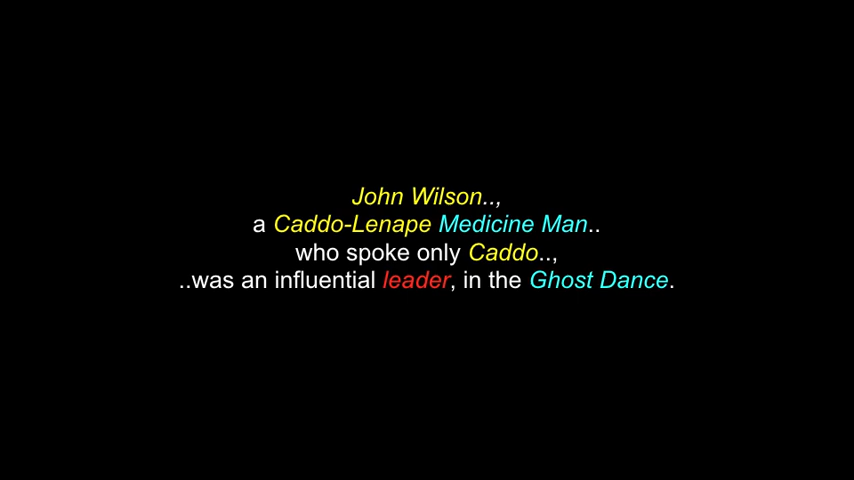 John Wilson..,
a Caddo-Lenape Medicine Man..
who spoke only Caddo..,
..was an influential leader, in the Ghost Dance.